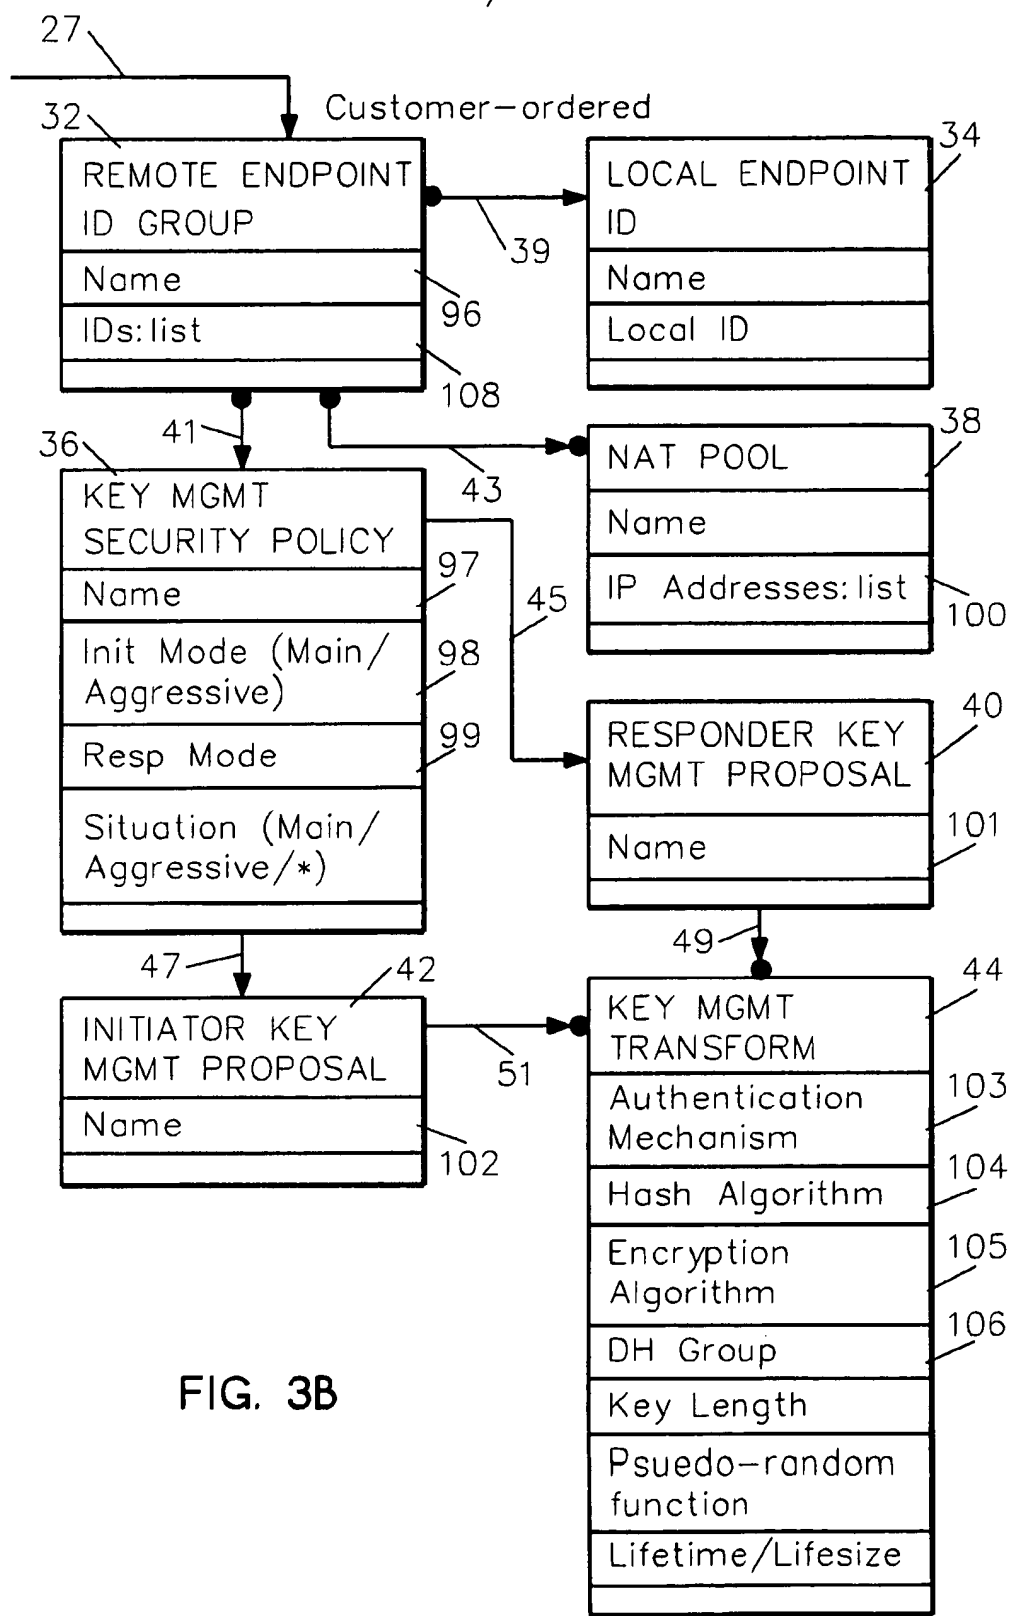 27
Customer-ordered
32
REMOTE ENDPOINT
ID GROUP
Name
96
IDs:list
108
39
34
LOCAL ENDPOINT
ID
Name
Local ID
41
43
36
KEY MGMT
SECURITY POLICY
Name
97
Init Mode (Main/
Aggressive)
98
Resp Mode
99
Situation (Main/
Aggressive/*)
38
NAT POOL
Name
IP Addresses:list
100
45
40
RESPONDER KEY
MGMT PROPOSAL
Name
101
47
49
42
INITIATOR KEY
MGMT PROPOSAL
Name
102
51
44
KEY MGMT
TRANSFORM
Authentication
Mechanism
103
Hash Algorithm
104
Encryption
Algorithm
105
DH Group
106
Key Length
Psuedo-random
function
Lifetime/Lifesize
FIG. 3B